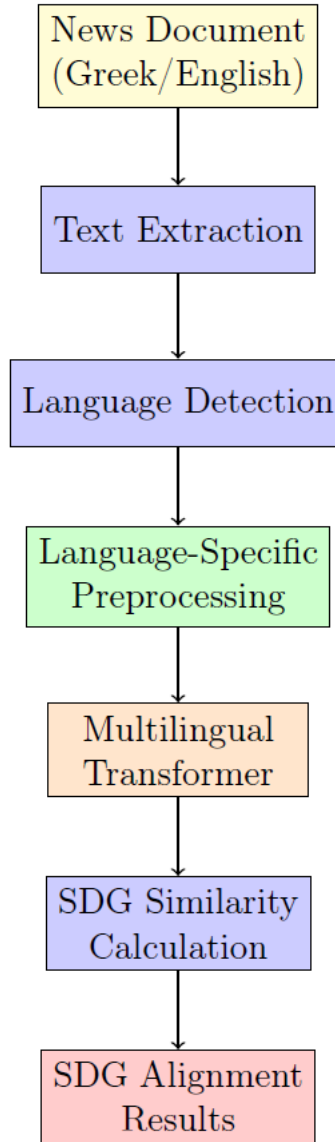 News Document
(Greek/English)
Text Extraction
Language Detection
Language-Specific
Preprocessing
Multilingual
Transformer
SDG Similarity
Calculation
SDG Alignment
Results